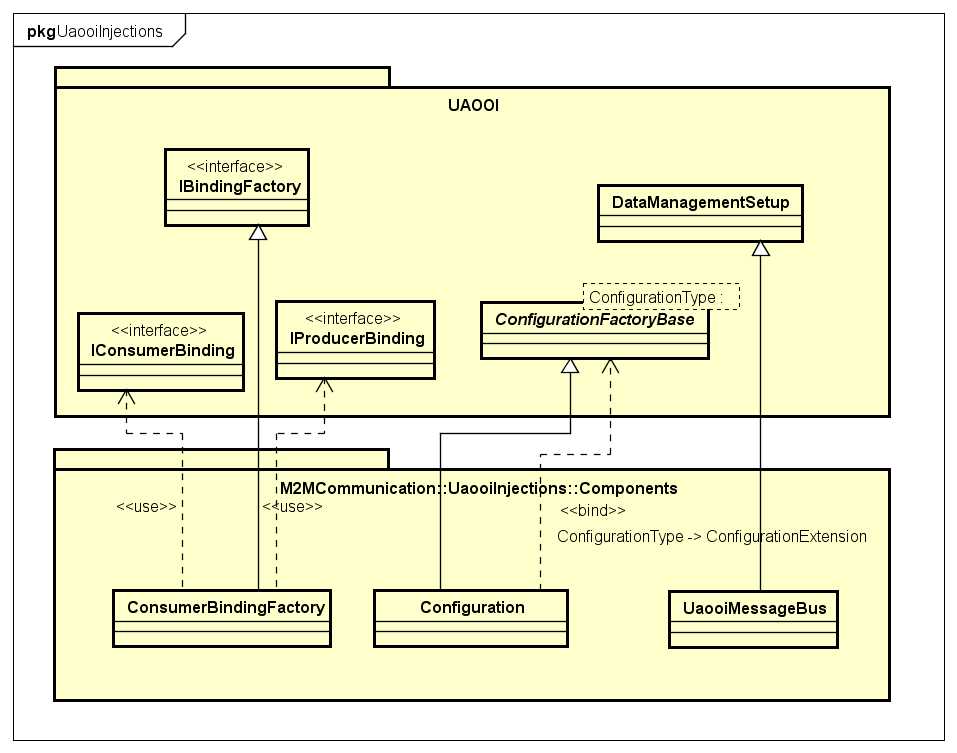 pkgUaooiInjections
UAOOI
<<interface>>
IBindingFactory
DataManagementSetup
ConfigurationType :
ConfigurationFactoryBase
<<interface>>
IProducerBinding
<<interface>>
IConsumerBinding
M2MCommunication::UaooiInjections::Components
<<use>>
<<use>>
<<bind>>
ConfigurationType -> ConfigurationExtension
ConsumerBindingFactory
Configuration
UaooiMessageBus